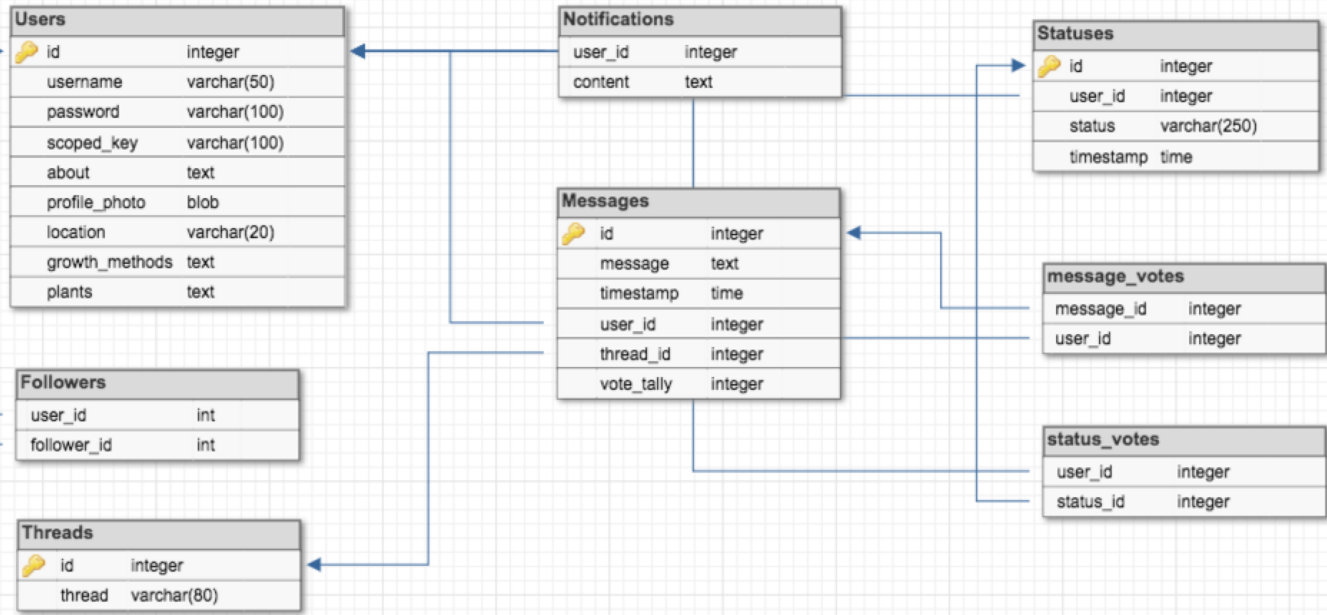 Users
id integer
username varchar(50)
password varchar(100)
scoped_key varchar(100)
about text
profile_photo blob
location varchar(20)
growth_methods text
plants text
Followers
user_id int
follower_id int
Threads
id integer
thread varchar(80)
Notifications
user_id integer
content text
Messages
id integer
message text
timestamp time
user_id integer
thread_id integer
vote_tally integer
Statuses
id integer
user_id integer
status varchar(250)
timestamp time
message_votes
message_id integer
user_id integer
status_votes
user_id integer
status_id integer